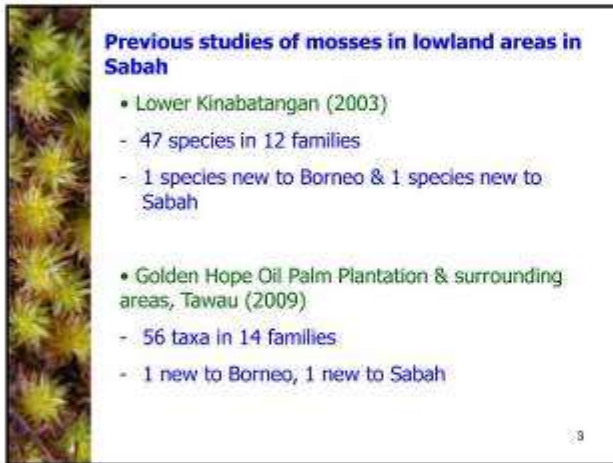 Previous studies of mosses in lowland areas in
Sabah
• Lower Kinabatangan (2003)
- 47 species in 12 families
- 1 species new to Borneo & 1 species new to
Sabah
• Golden Hope Oil Palm Plantation & surrounding
areas, Tawau (2009)
- 56 taxa in 14 families
- 1 new to Borneo, 1 new to Sabah
3